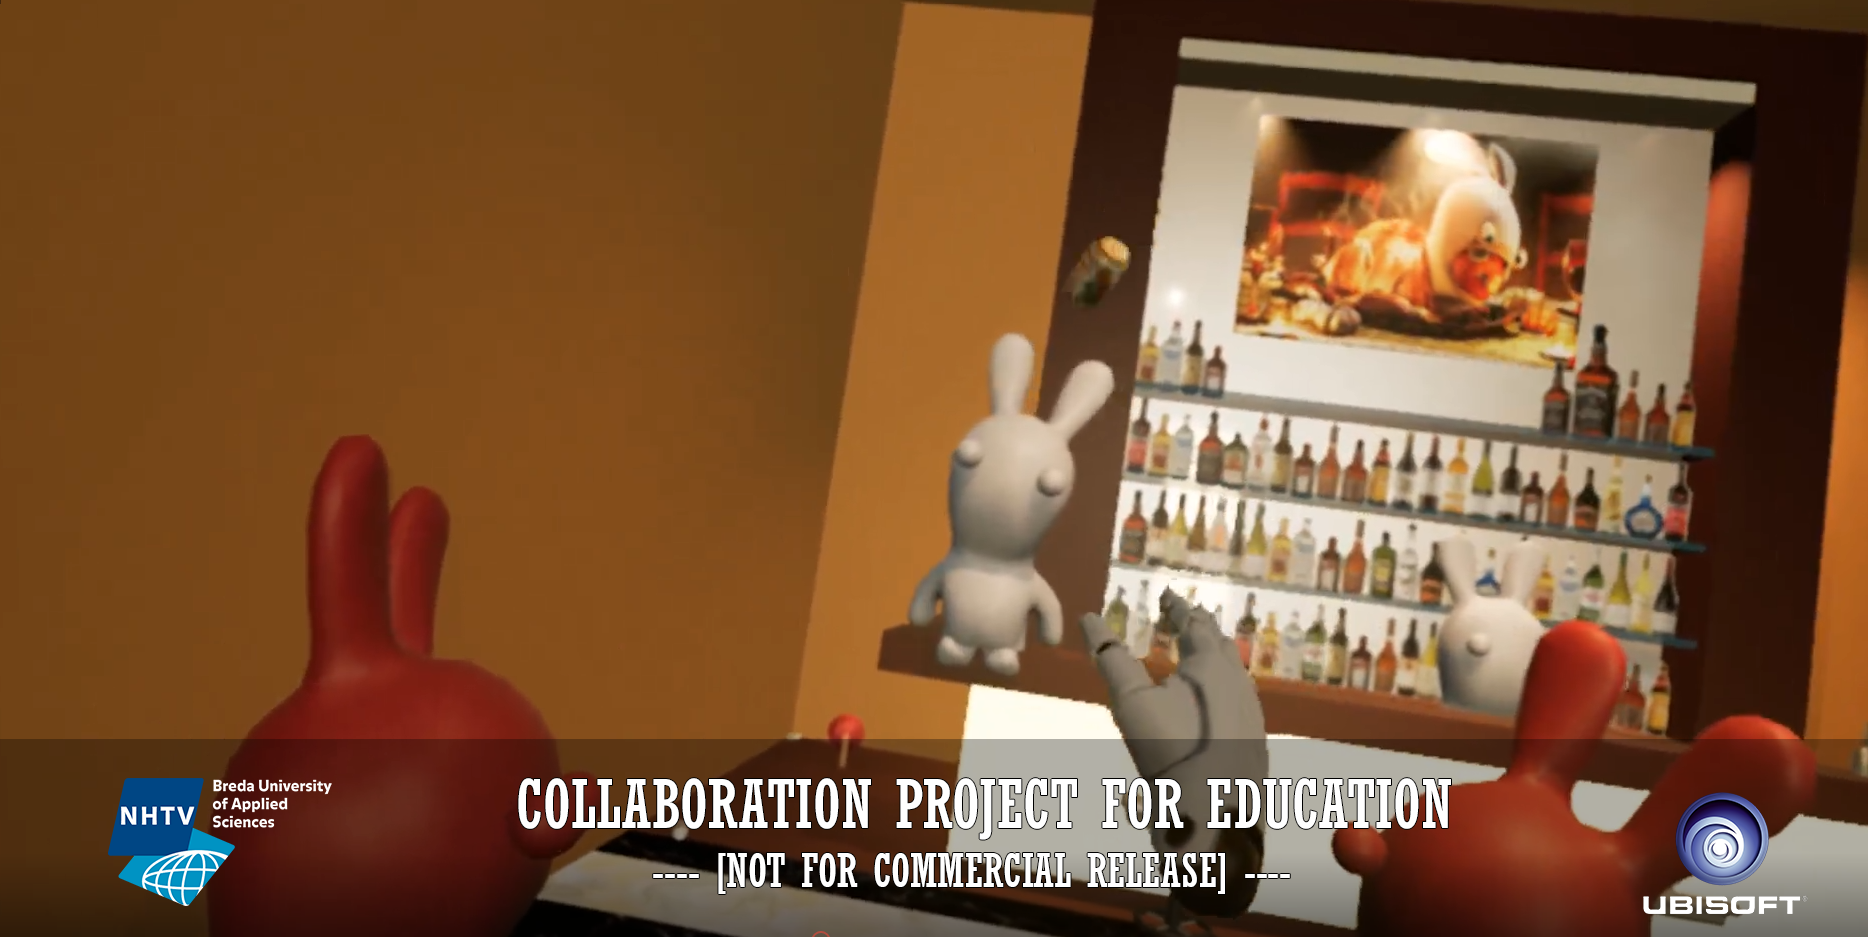 NHTV
Breda University
of Applied
Sciences
COLLABORATION PROJECT FOR EDUCATION
---- [NOT FOR COMMERCIAL RELEASE] ----
UBISOFT